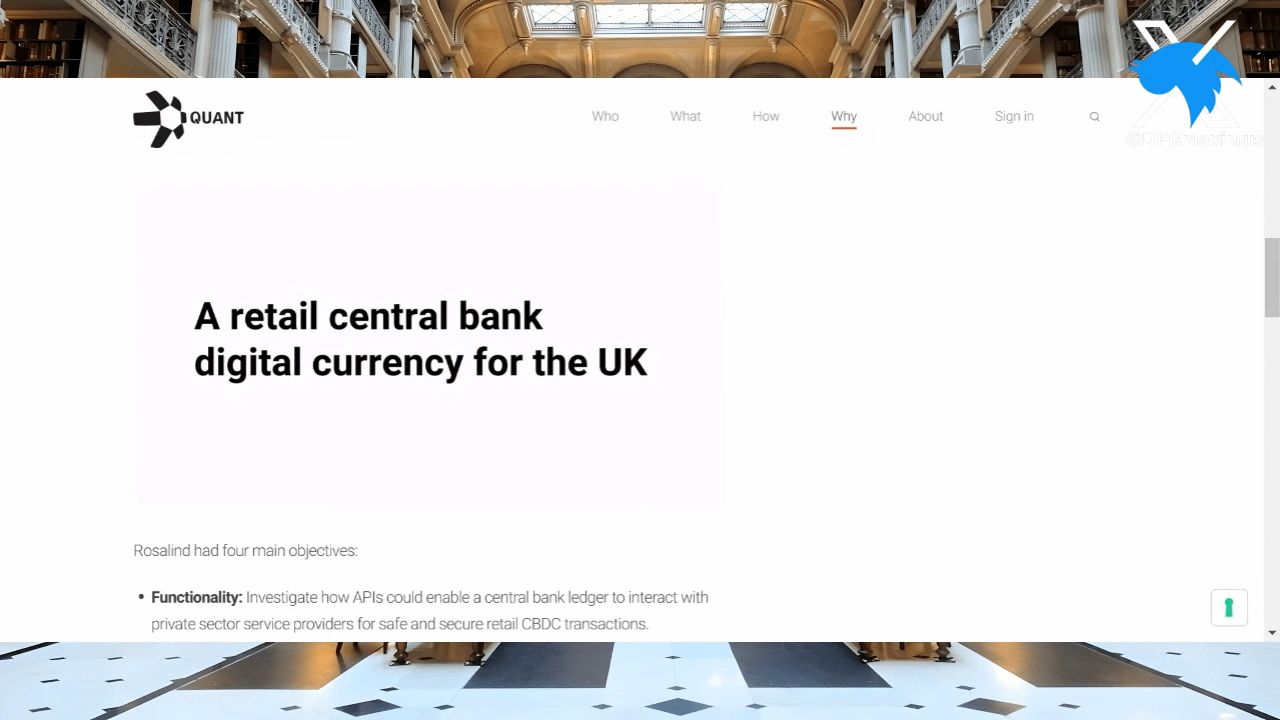 QUANT
Who What How Why About Sign in
@DFGmaximus
A retail central bank
digital currency for the UK
Rosalind had four main objectives:
• Functionality: Investigate how APIs could enable a central bank ledger to interact with
private sector service providers for safe and secure retail CBDC transactions.